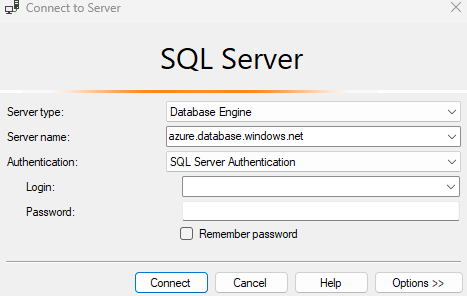 Connect to Server
SQL Server
Server type: Database Engine
Server name: azure.database.windows.net
Authentication: SQL Server Authentication
Login:
Password:
Remember password
Connect Cancel Help Options >>